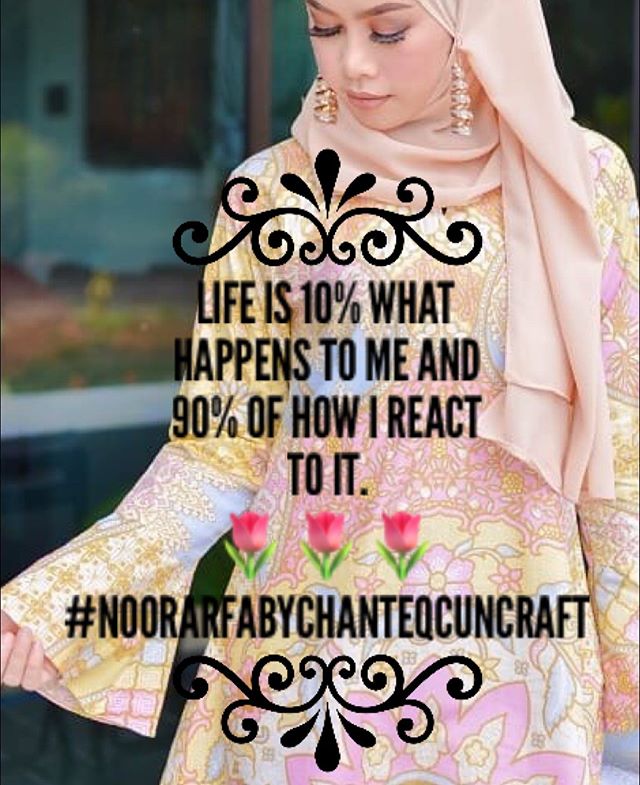 LIFE IS 10% WHAT
HAPPENS TO ME AND
90% OF HOW I REACT
TO IT.
🌷 🌷 🌷
#NOORARFABYCHANTEQCUNCRAFT